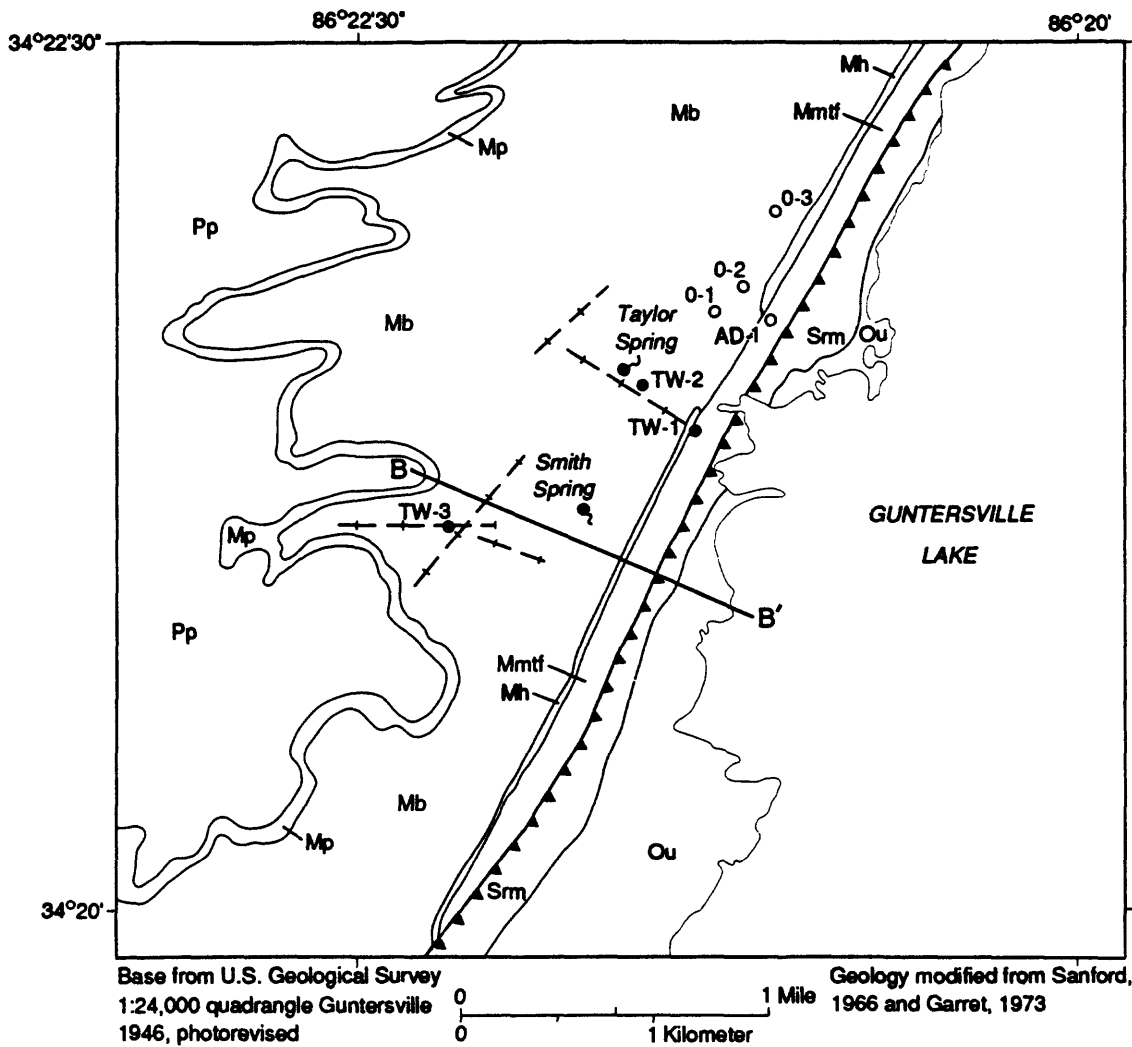 86°22'30"
86°20'
34°22'30"
Mh
Mb
Mmtf
Mp
0-3
Pp
0-2
0-1
Taylor
Spring
Mb
AD-1
Srm
Ou
TW-2
TW-1
Smith
Spring
B
TW-3
GUNTERSVILLE
LAKE
Mp
B'
Pp
Mmtf
Mh
Mb
Mp
Ou
Srm
34°20'
Base from U.S. Geological Survey
1:24,000 quadrangle Guntersville
1946, photorevised
0
1 Mile
0
1 Kilometer
Geology modified from Sanford,
1966 and Garret, 1973